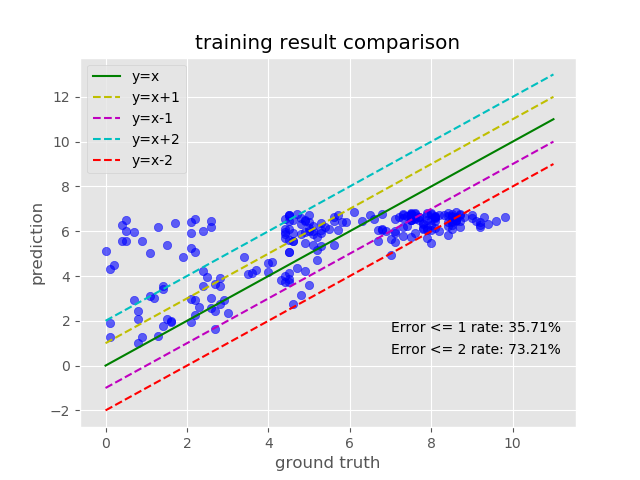 training result comparison
y=x
y=x+1
y=x-1
y=x+2
y=x-2
12
10
8
6
4
2
0
−2
prediction
Error <= 1 rate: 35.71%
Error <= 2 rate: 73.21%
0 2 4 6 8 10
ground truth